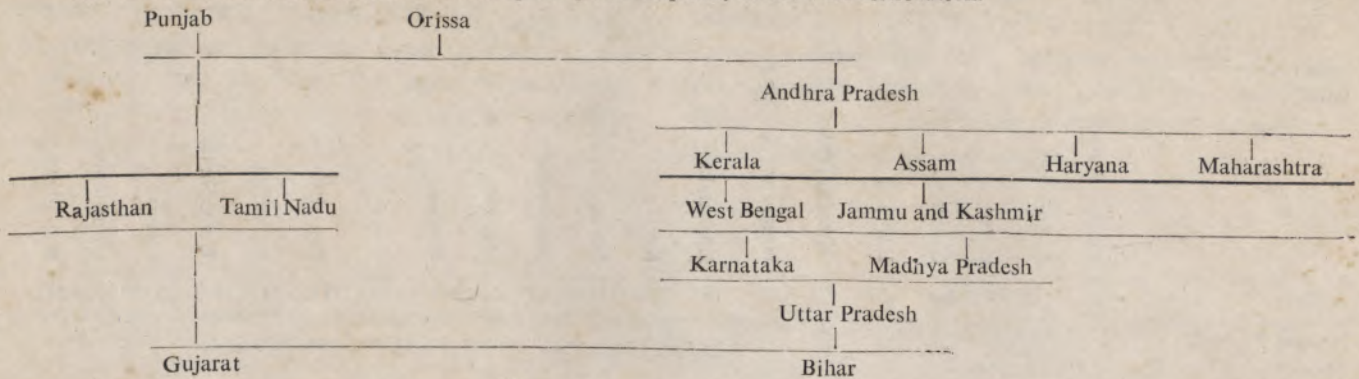 Punjab Orissa
Andhra Pradesh
Kerala Assam Haryana Maharashtra
Rajasthan Tamil Nadu West Bengal Jammu and Kashmir
Karnataka Madhya Pradesh
Uttar Pradesh
Gujarat Bihar